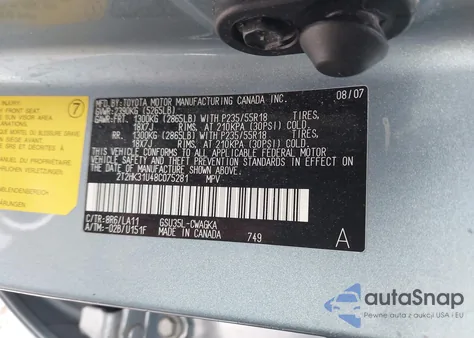 7
MFD. BY: TOYOTA MOTOR MANUFACTURING CANADA INC. 08/07
GVWR: 2390KG (5265LB)
GAWR: FRT. 1300KG (2865LB) WITH P235/55R18 TIRES,
18X7J RIMS, AT 210KPA (30PSI) COLD
RR. 1300KG (2865LB) WITH P235/55R18 TIRES,
18X7J RIMS, AT 210KPA (30PSI) COLD
THIS VEHICLE CONFORMS TO ALL APPLICABLE FEDERAL MOTOR
VEHICLE SAFETY AND BUMPER STANDARDS IN EFFECT ON THE
DATE OF MANUFACTURE SHOWN ABOVE.
2T2HK31U48C075281 MPV
C/TR: 8R6/LA11 GSU35L-CWAGKA
A/TM: -02B/U151F MADE IN CANADA 749 A
autoSnap
Pewne auta z aukcji USA i EU